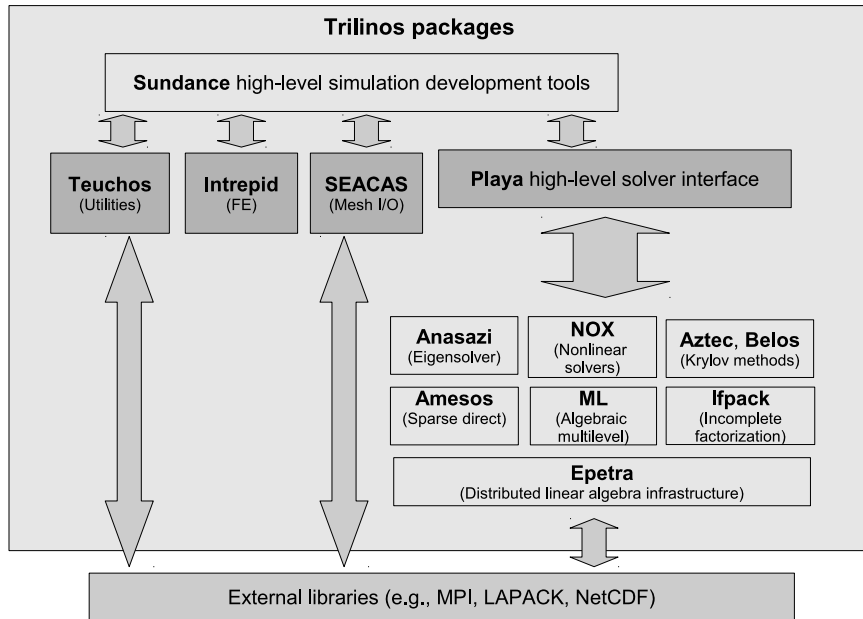 Trilinos packages
Sundance high-level simulation development tools
Teuchos
(Utilities)
Intrepid
(FE)
SEACAS
(Mesh I/O)
Playa high-level solver interface
Anasazi
(Eigensolver)
NOX
(Nonlinear
solvers)
Aztec, Belos
(Krylov methods)
Amesos
(Sparse direct)
ML
(Algebraic
multilevel)
Ifpack
(Incomplete
factorization)
Epetra
(Distributed linear algebra infrastructure)
External libraries (e.g., MPI, LAPACK, NetCDF)